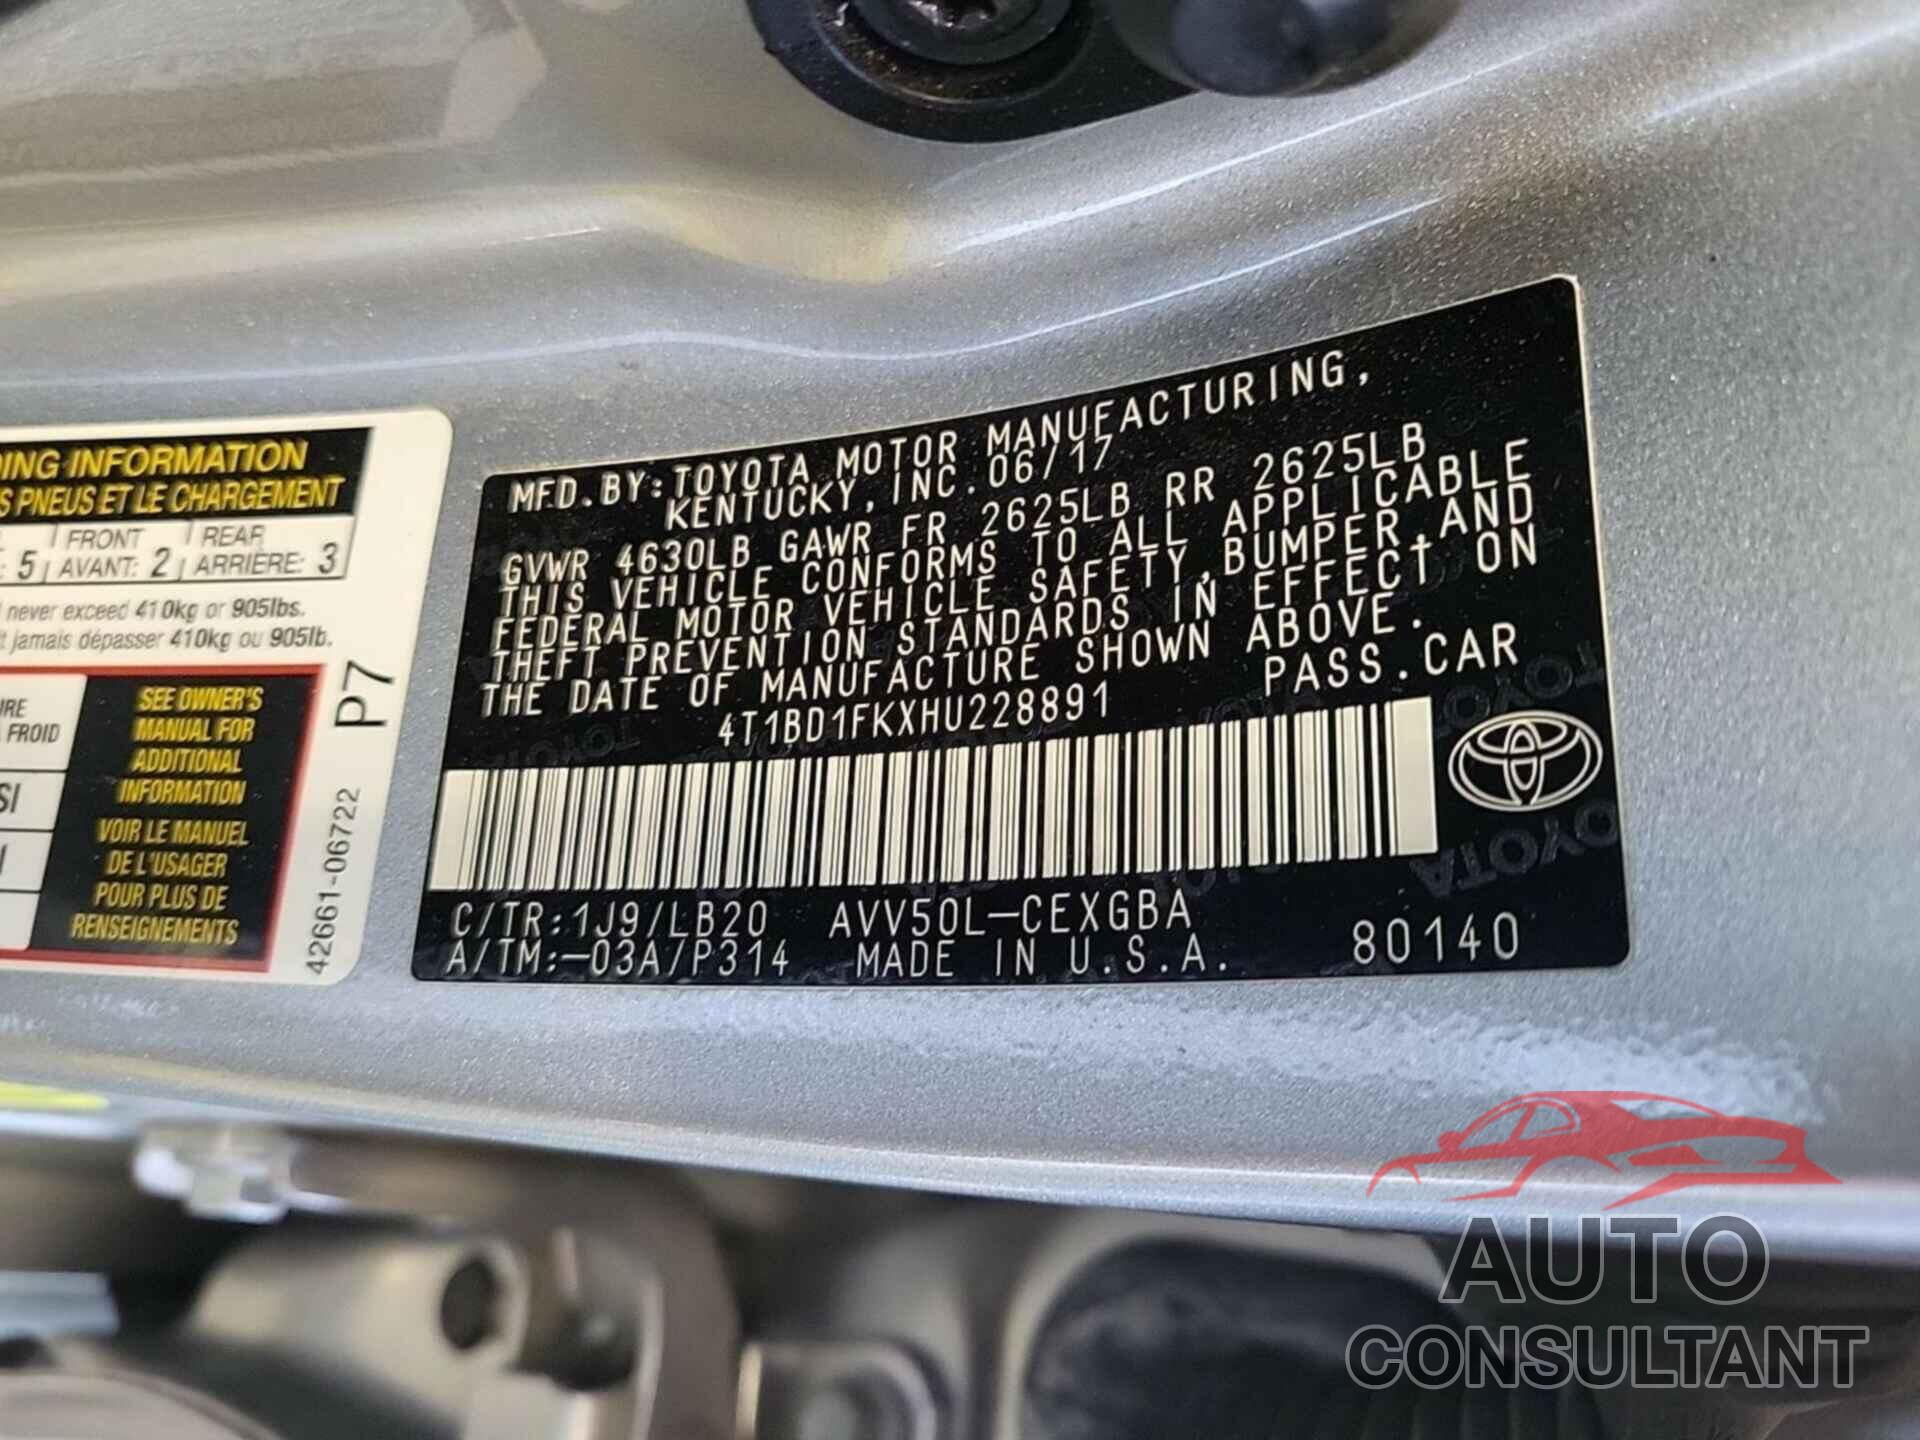 DING INFORMATION
S PNEUS ET LE CHARGEMENT
FRONT REAR
5 AVANT: 2 ARRIÈRE: 3
never exceed 410kg or 905lbs.
t jamais dépasser 410kg ou 905lb.
FROID
SEE OWNER'S
MANUAL FOR
ADDITIONAL
INFORMATION
VOIR LE MANUEL
DE L'USAGER
POUR PLUS DE
RENSEIGNEMENTS
42661-06722 P7
MFD.BY:TOYOTA MOTOR MANUFACTURING,
KENTUCKY, INC. 06/17
GVWR 4630LB GAWR FR 2625LB RR 2625LB
THIS VEHICLE CONFORMS TO ALL APPLICABLE
FEDERAL MOTOR VEHICLE SAFETY,BUMPER,AND
THEFT PREVENTION STANDARDS IN EFFECT ON
THE DATE OF MANUFACTURE SHOWN ABOVE.
4T1BD1FKXHU228891 PASS.CAR
C/TR:1J9/LB20 AVV50L-CEXGBA
A/TM:-03A/P314 MADE IN U.S.A. 80140
AUTO
CONSULTANT